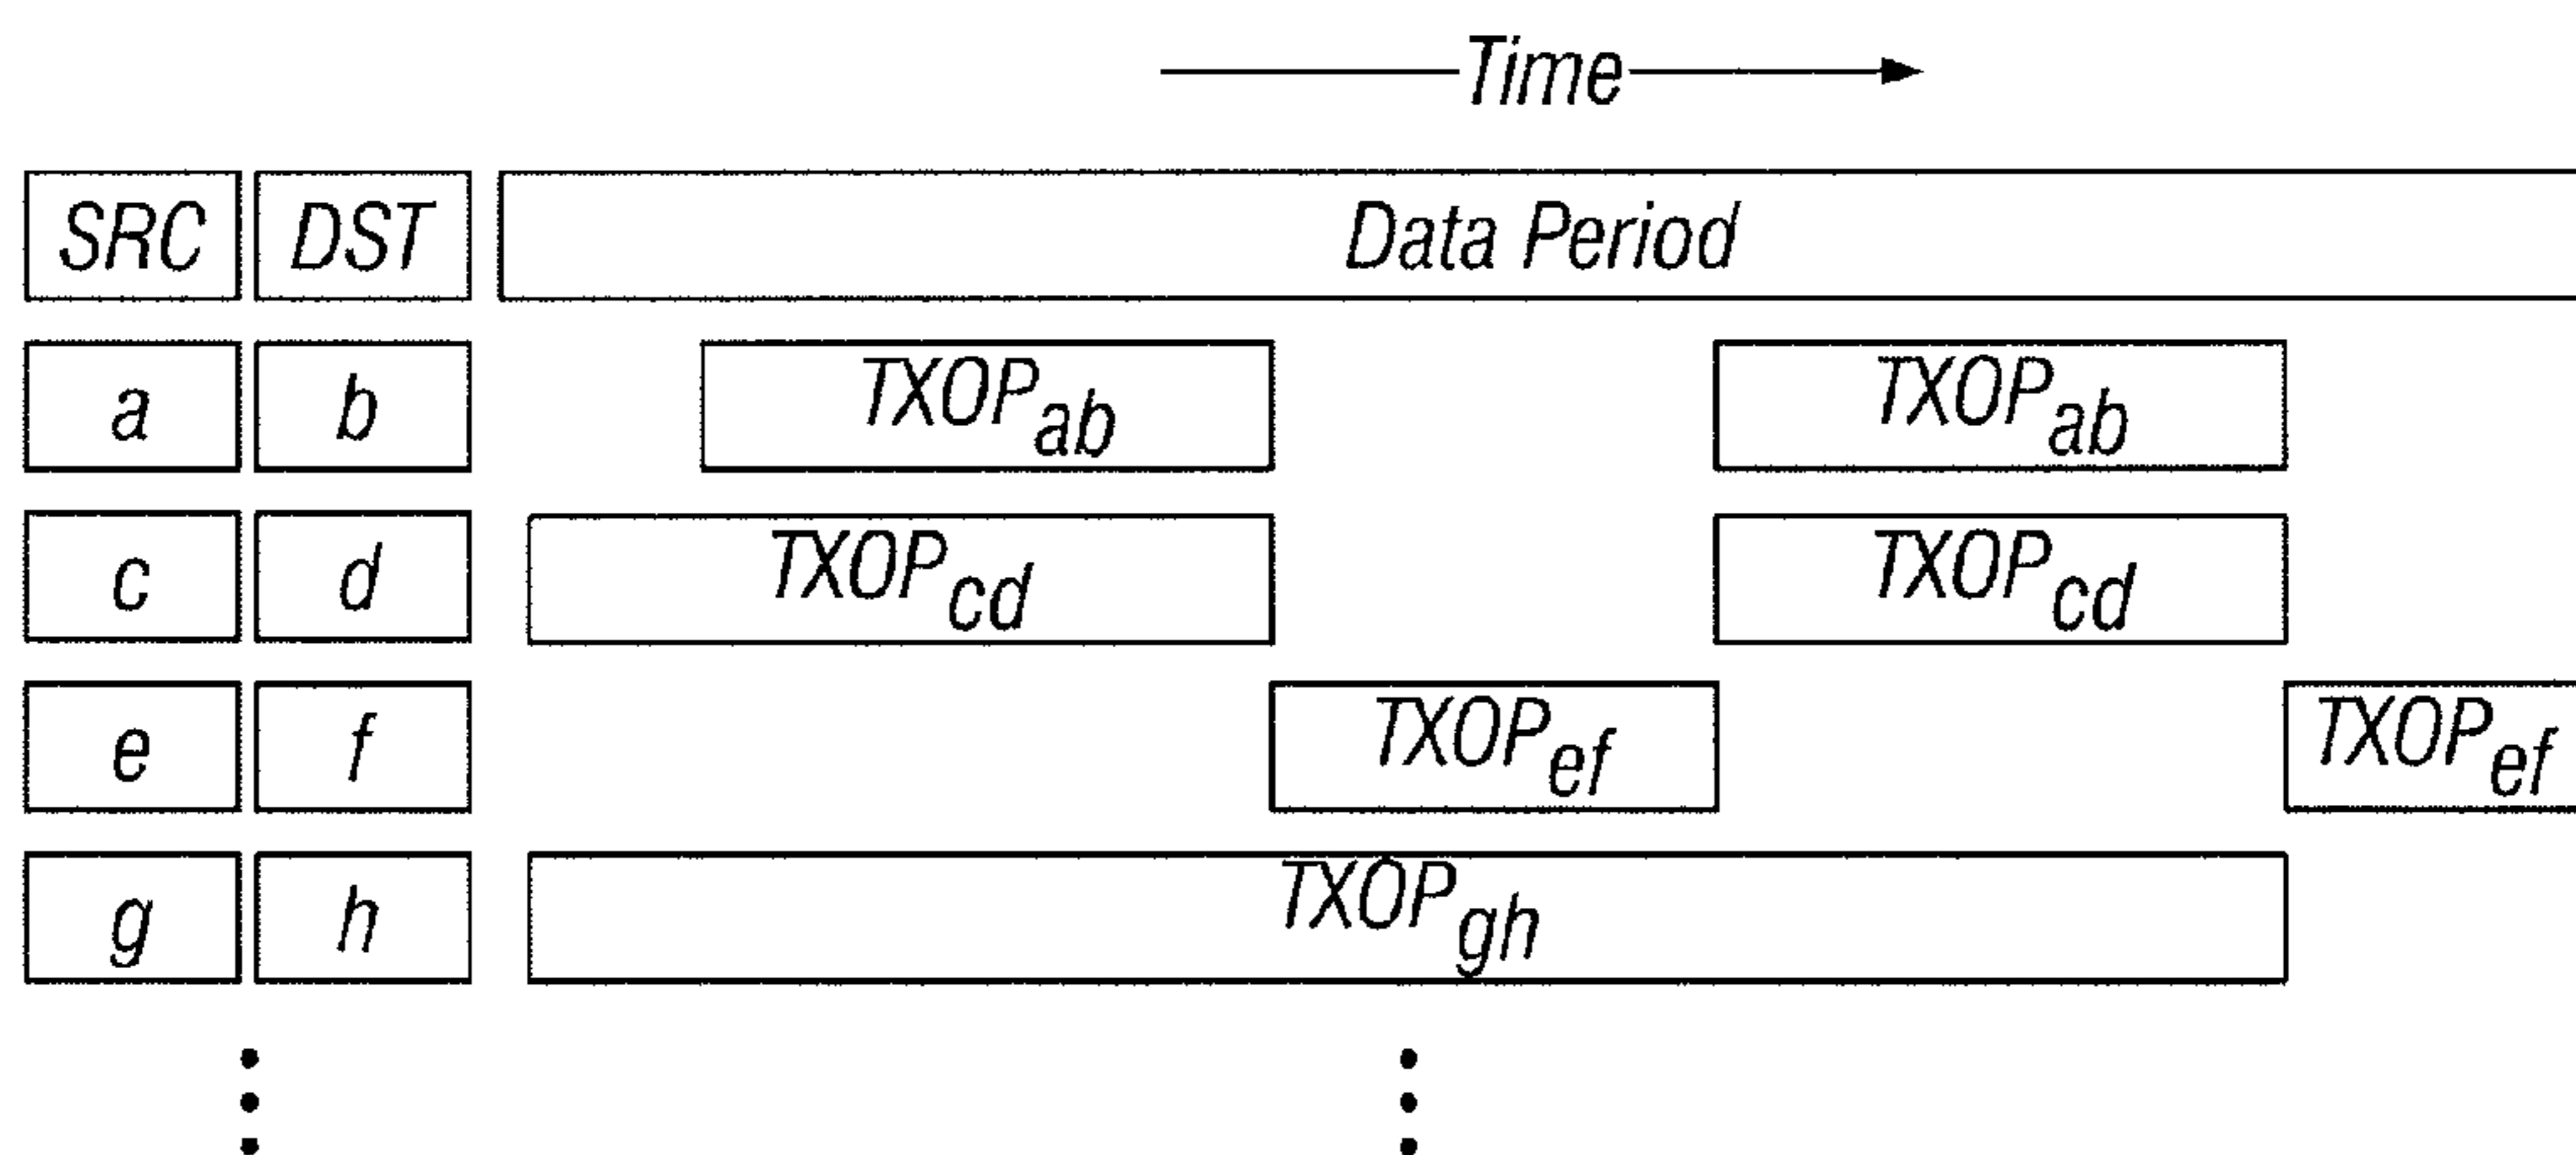 Time
SRC DST Data Period
a b TXOPab TXOPab
c d TXOPcd TXOPcd
e f TXOPef TXOPef
g h TXOPgh